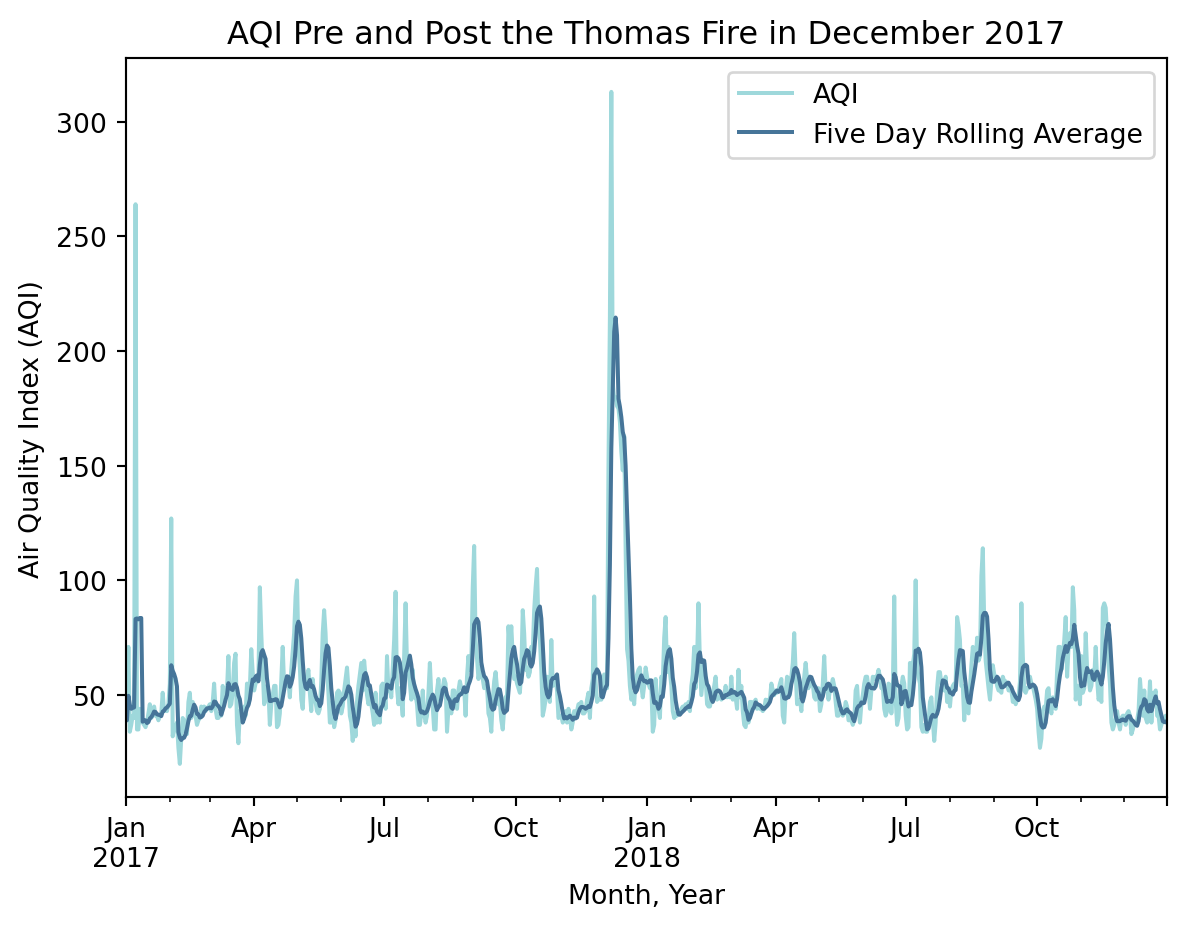 AQI Pre and Post the Thomas Fire in December 2017
AQI
Five Day Rolling Average
Air Quality Index (AQI)
300
250
200
150
100
50
Jan Apr Jul Oct Jan Apr Jul Oct
2017 2018
Month, Year